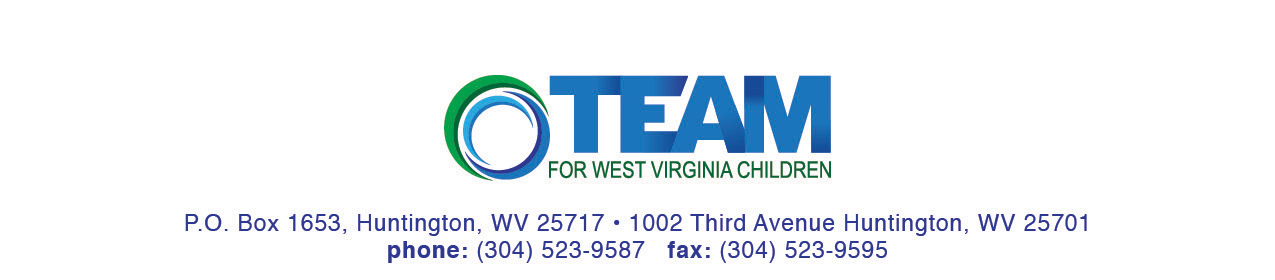 TEAM
FOR WEST VIRGINIA CHILDREN
P.O. Box 1653, Huntington, WV 25717 • 1002 Third Avenue Huntington, WV 25701
phone: (304) 523-9587 fax: (304) 523-9595